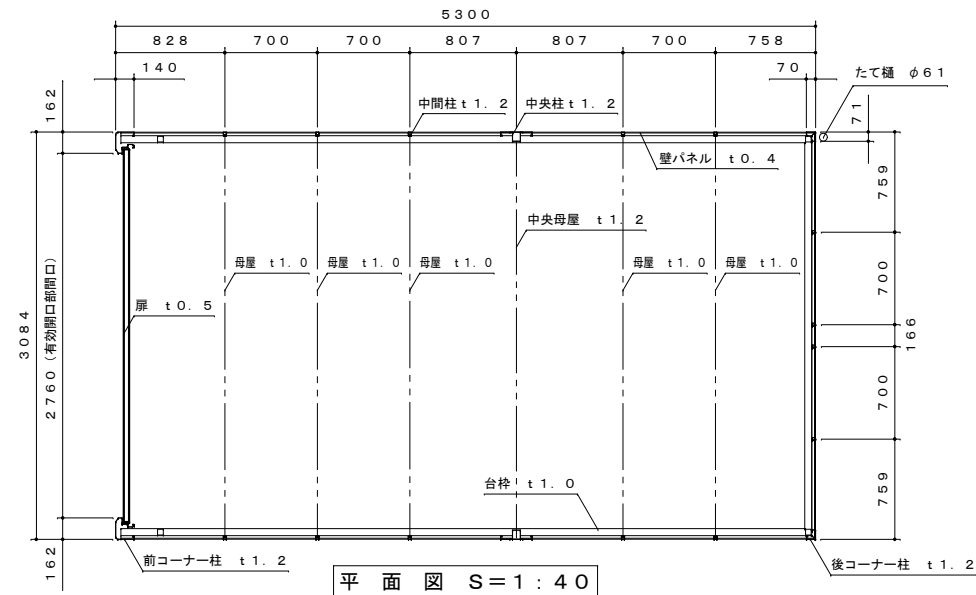 5300
828 700 700 807 807 700 758
140 70 たて樋 φ61
162 中間柱t1.2 中央柱t1.2 71
壁パネル t0.4
759
中央母屋 t1.2
母屋 t1.0 母屋 t1.0 母屋 t1.0 母屋 t1.0 母屋 t1.0
700
扉 t0.5
3084
2760(有効開口部間口)
166
700
台枠 t1.0
759
162
前コーナー柱 t1.2
後コーナー柱 t1.2
平面図 S=1:40